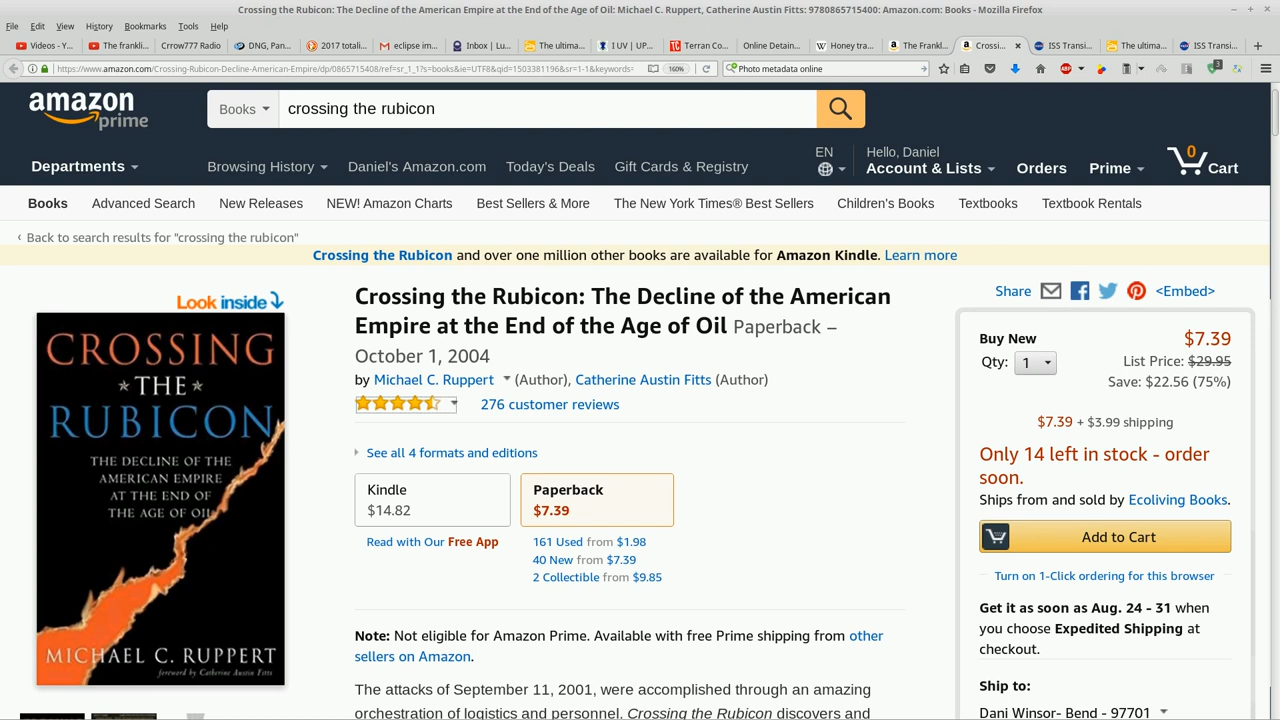 Crossing the Rubicon: The Decline of the American Empire at the End of the Age of Oil: Michael C. Ruppert, Catherine Austin Fitts: 9780865715400: Amazon.com: Books - Mozilla Firefox
File Edit View History Bookmarks Tools Help
Videos - Y... The frankli... Crrow777 Radio DNG, Pan... 2017 totali... eclipse im... Inbox | Lu... The ultima... I UV | UP... Terran Co... Online Detain... Honey tra... The Frankl... Crossi... ISS Transi... The ultima... ISS Transi...
https://www.amazon.com/Crossing-Rubicon-Decline-American-Empire/dp/0865715408/ref=sr_1_1?s=books&ie=UTF8&qid=1503381196&sr=1-1&keywords= 160% Photo metadata online 3
amazon prime
Books crossing the rubicon
Departments Browsing History Daniel's Amazon.com Today's Deals Gift Cards & Registry EN Hello, Daniel Account & Lists Orders Prime 0 Cart
Books Advanced Search New Releases NEW! Amazon Charts Best Sellers & More The New York Times® Best Sellers Children's Books Textbooks Textbook Rentals
‹ Back to search results for "crossing the rubicon"
Crossing the Rubicon and over one million other books are available for Amazon Kindle. Learn more
Look inside
CROSSING
★THE★
RUBICON
THE DECLINE OF THE
AMERICAN EMPIRE
AT THE END OF
THE AGE OF OIL
MICHAEL C. RUPPERT
foreword by Catherine Austin Fitts
Crossing the Rubicon: The Decline of the American
Empire at the End of the Age of Oil Paperback –
October 1, 2004
by Michael C. Ruppert (Author), Catherine Austin Fitts (Author)
276 customer reviews
See all 4 formats and editions
Kindle
$14.82
Read with Our Free App
Paperback
$7.39
161 Used from $1.98
40 New from $7.39
2 Collectible from $9.85
Note: Not eligible for Amazon Prime. Available with free Prime shipping from other
sellers on Amazon.
The attacks of September 11, 2001, were accomplished through an amazing
orchestration of logistics and personnel. Crossing the Rubicon discovers and
Share <Embed>
Buy New $7.39
Qty: 1 List Price: $29.95
Save: $22.56 (75%)
$7.39 + $3.99 shipping
Only 14 left in stock - order
soon.
Ships from and sold by Ecoliving Books.
Add to Cart
Turn on 1-Click ordering for this browser
Get it as soon as Aug. 24 - 31 when
you choose Expedited Shipping at
checkout.
Ship to:
Dani Winsor- Bend - 97701